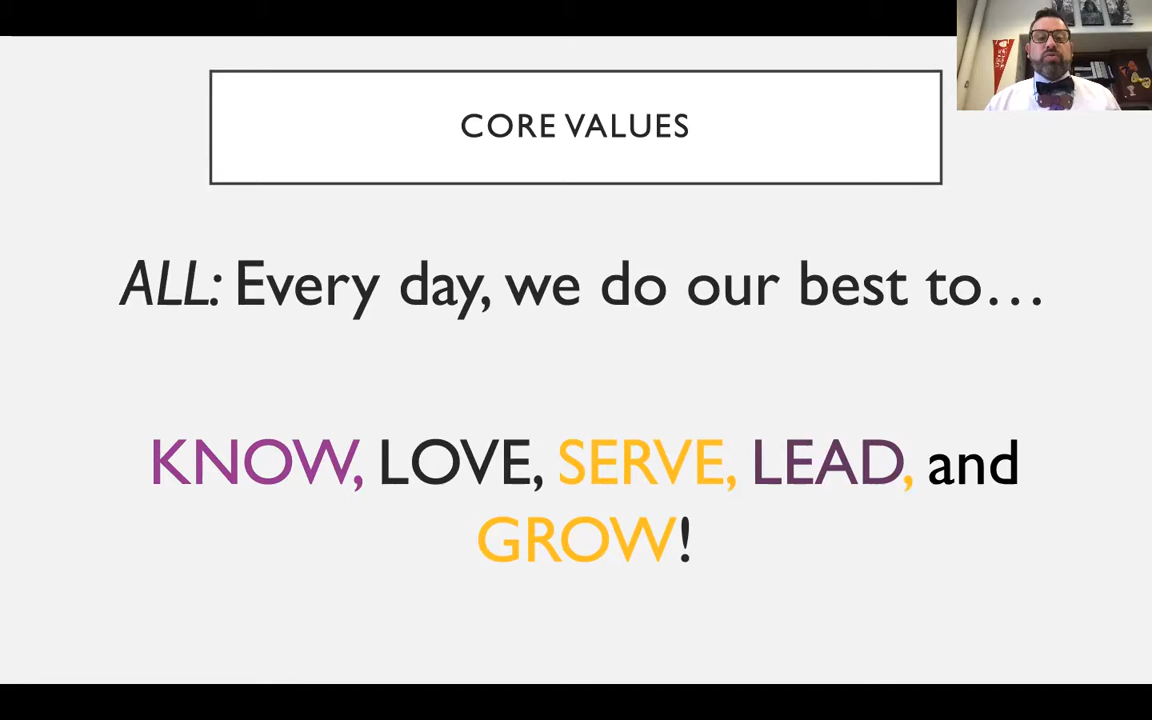 CORE VALUES
ALL: Every day, we do our best to…
KNOW, LOVE, SERVE, LEAD, and
GROW!